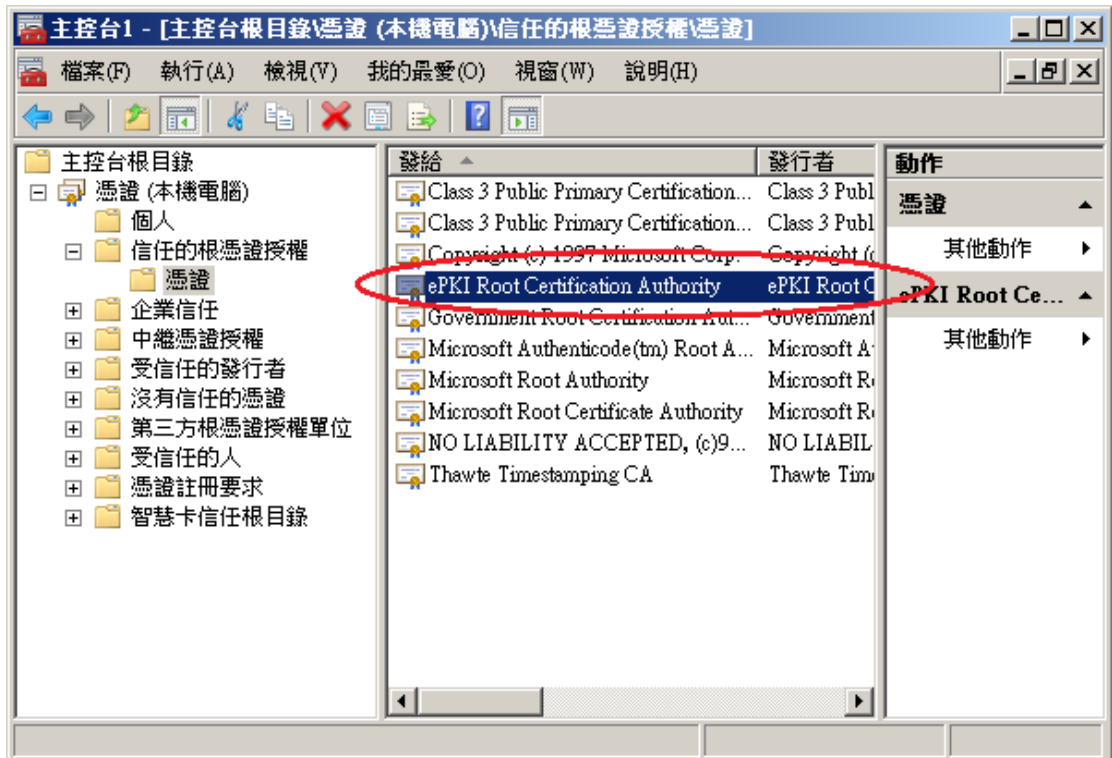 主控台1 - [主控台根目錄\憑證 (本機電腦)\信任的根憑證授權\憑證]
檔案(F) 執行(A) 檢視(V) 我的最愛(O) 視窗(W) 說明(H)
主控台根目錄
憑證 (本機電腦)
個人
信任的根憑證授權
憑證
企業信任
中繼憑證授權
受信任的發行者
沒有信任的憑證
第三方根憑證授權單位
受信任的人
憑證註冊要求
智慧卡信任根目錄
發給 發行者
Class 3 Public Primary Certification... Class 3 Publ
Class 3 Public Primary Certification... Class 3 Publ
Copyright (c) 1997 Microsoft Corp. Copyright (c
ePKI Root Certification Authority ePKI Root C
Government Root Certification Aut... Government
Microsoft Authenticode(tm) Root A... Microsoft A
Microsoft Root Authority Microsoft R
Microsoft Root Certificate Authority Microsoft R
NO LIABILITY ACCEPTED, (c)9... NO LIABIL
Thawte Timestamping CA Thawte Tim
動作
憑證
其他動作
ePKI Root Ce...
其他動作